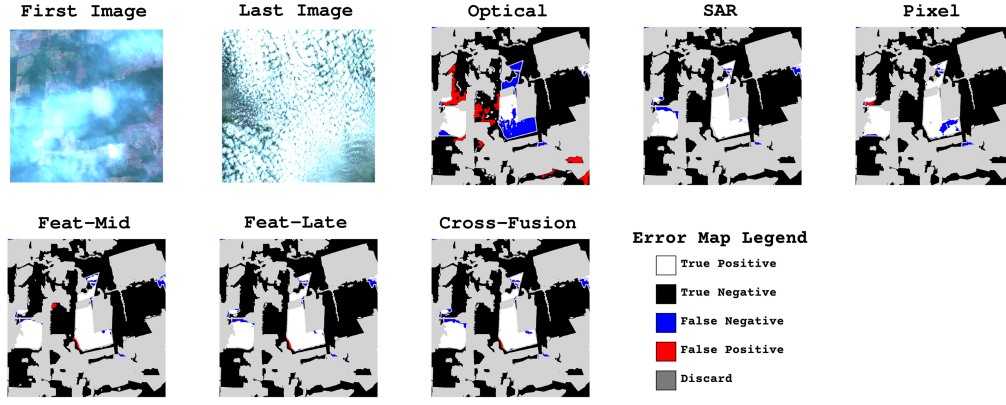 First Image
Last Image
Optical
SAR
Pixel
Feat-Mid
Feat-Late
Cross-Fusion
Error Map Legend
True Positive
True Negative
False Negative
False Positive
Discard